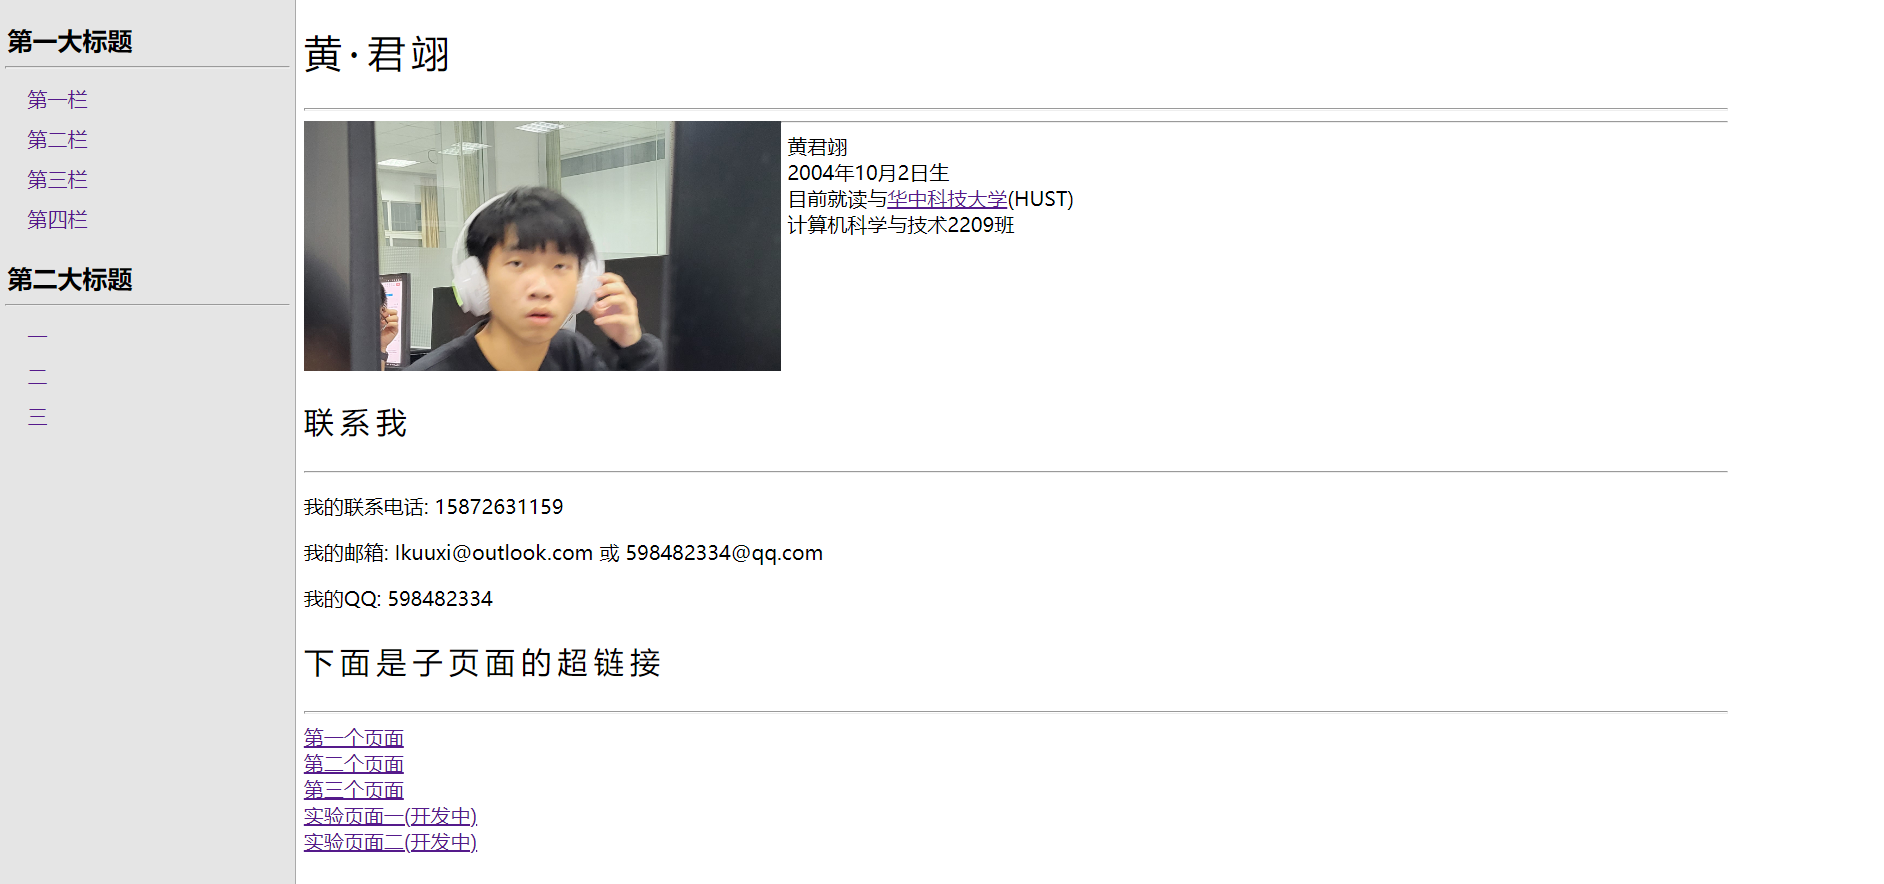 第一大标题
第一栏
第二栏
第三栏
第四栏
第二大标题
一
二
三
黄·君翊
黄君翊
2004年10月2日生
目前就读与华中科技大学(HUST)
计算机科学与技术2209班
联系我
我的联系电话: 15872631159
我的邮箱: Ikuuxi@outlook.com 或 598482334@qq.com
我的QQ: 598482334
下面是子页面的超链接
第一个页面
第二个页面
第三个页面
实验页面一(开发中)
实验页面二(开发中)